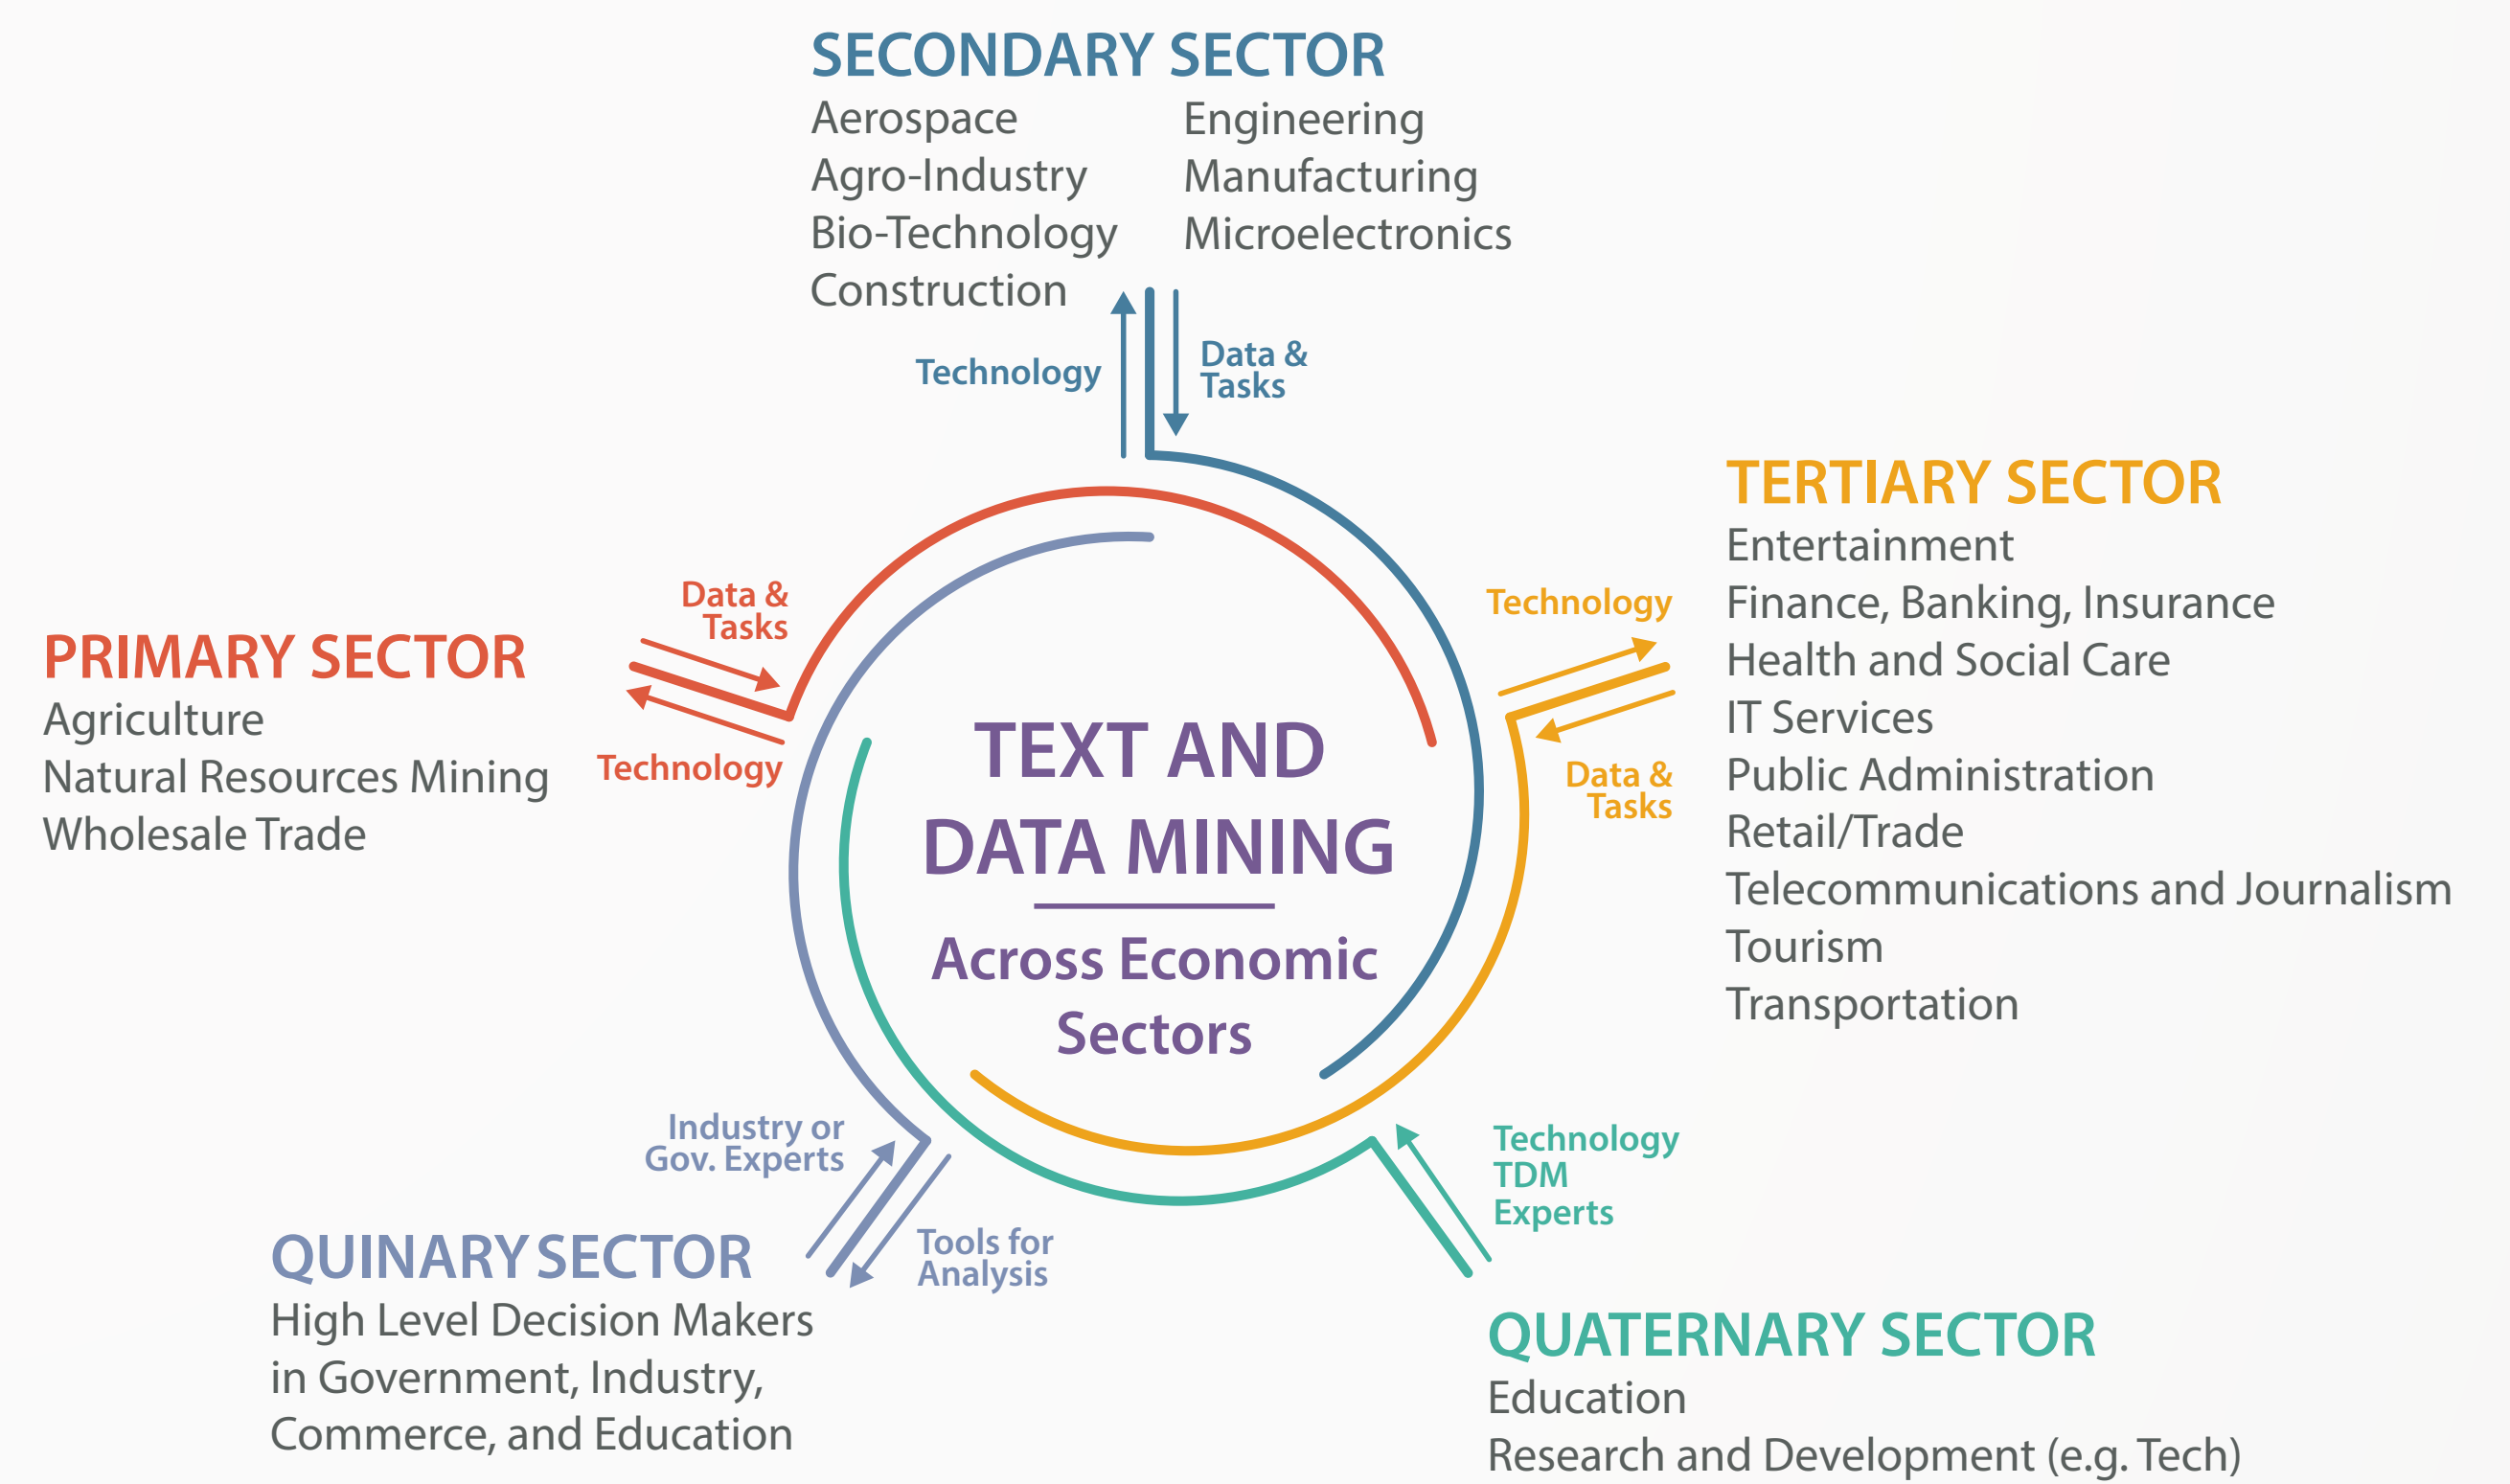 SECONDARY SECTOR
Aerospace
Agro-Industry
Bio-Technology
Construction
Engineering
Manufacturing
Microelectronics
Technology
Data &
Tasks
TERTIARY SECTOR
Entertainment
Finance, Banking, Insurance
Health and Social Care
IT Services
Public Administration
Retail/Trade
Telecommunications and Journalism
Tourism
Transportation
Technology
Data &
Tasks
PRIMARY SECTOR
Agriculture
Natural Resources Mining
Wholesale Trade
Data &
Tasks
Technology
TEXT AND
DATA MINING
Across Economic
Sectors
Industry or
Gov. Experts
Tools for
Analysis
QUINARY SECTOR
High Level Decision Makers
in Government, Industry,
Commerce, and Education
Technology
TDM
Experts
QUATERNARY SECTOR
Education
Research and Development (e.g. Tech)